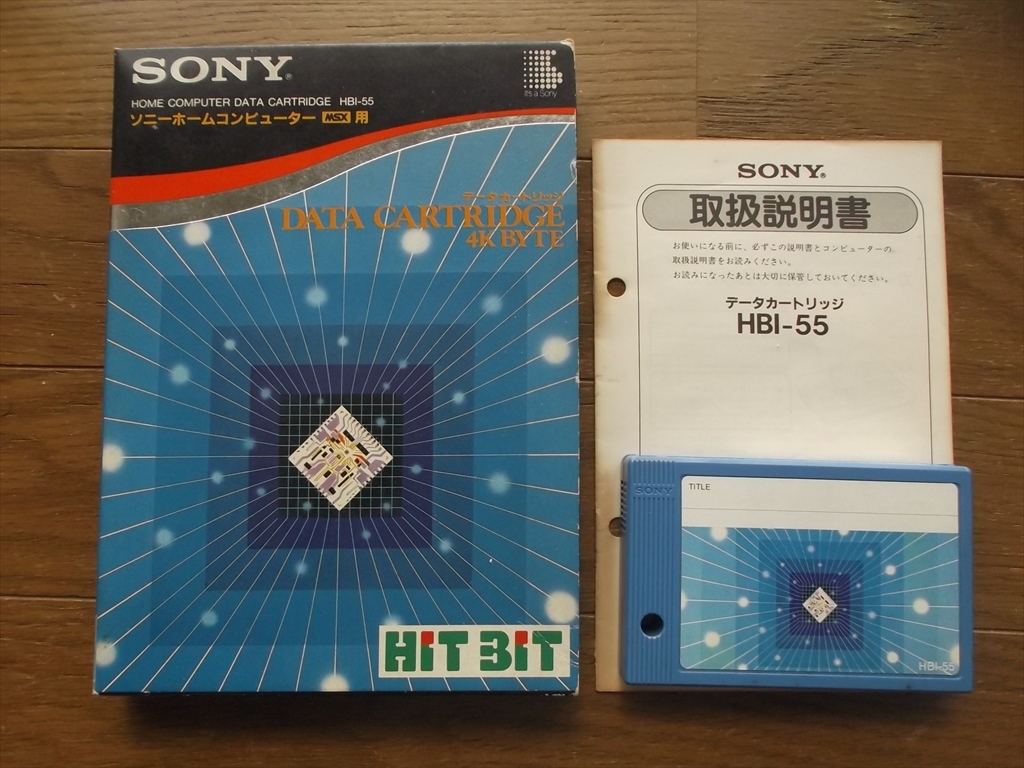 SONY®
It's a Sony
HOME COMPUTER DATA CARTRIDGE HBI-55
ソニーホームコンピューター MSX 用
データカートリッジ
DATA CARTRIDGE
4K BYTE
HiT BiT
SONY®
取扱説明書
お使いになる前に、必ずこの説明書とコンピューターの
取扱説明書をお読みください。
お読みになったあとは大切に保管しておいてください。
データカートリッジ
HBI-55
SONY
TITLE
HBI-55